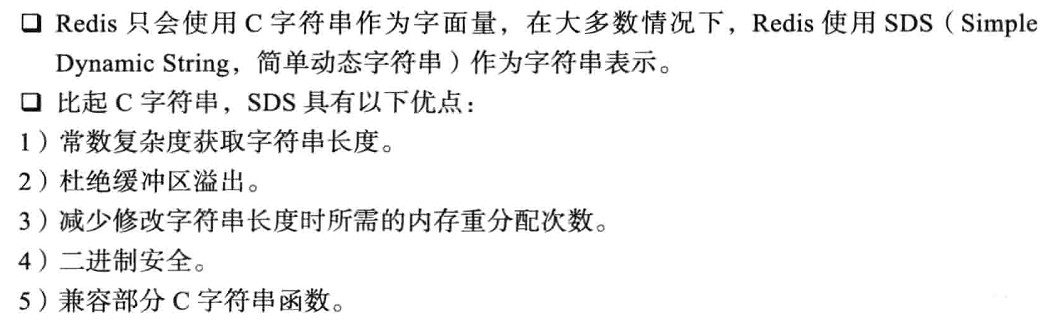 ❑ Redis 只会使用 C 字符串作为字面量，在大多数情况下，Redis 使用 SDS（Simple
Dynamic String，简单动态字符串）作为字符串表示。
❑ 比起 C 字符串，SDS 具有以下优点：
1）常数复杂度获取字符串长度。
2）杜绝缓冲区溢出。
3）减少修改字符串长度时所需的内存重分配次数。
4）二进制安全。
5）兼容部分 C 字符串函数。